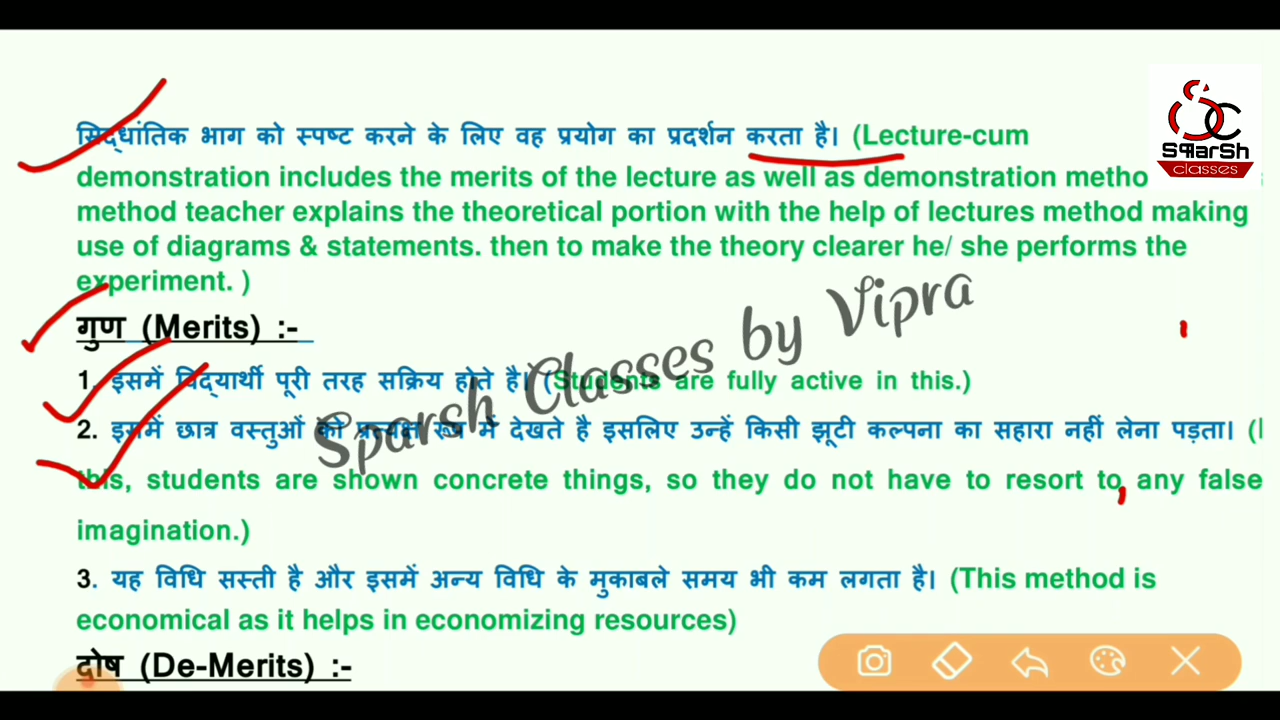 सिद्धांतिक भाग को स्पष्ट करने के लिए वह प्रयोग का प्रदर्शन करता है। (Lecture-cum
demonstration includes the merits of the lecture as well as demonstration metho
method teacher explains the theoretical portion with the help of lectures method making
use of diagrams & statements. then to make the theory clearer he/ she performs the
experiment. )
गुण (Merits) :-
1. इसमें विद्यार्थी पूरी तरह सक्रिय होते है। (Students are fully active in this.)
2. इसमें छात्र वस्तुओं को प्रत्यक्ष रूप में देखते है इसलिए उन्हें किसी झूटी कल्पना का सहारा नहीं लेना पड़ता। (I
this, students are shown concrete things, so they do not have to resort to any false
imagination.)
3. यह विधि सस्ती है और इसमें अन्य विधि के मुकाबले समय भी कम लगता है। (This method is
economical as it helps in economizing resources)
दोष (De-Merits) :-
Sparsh Classes by Vipra
SC
SपarSh
classes